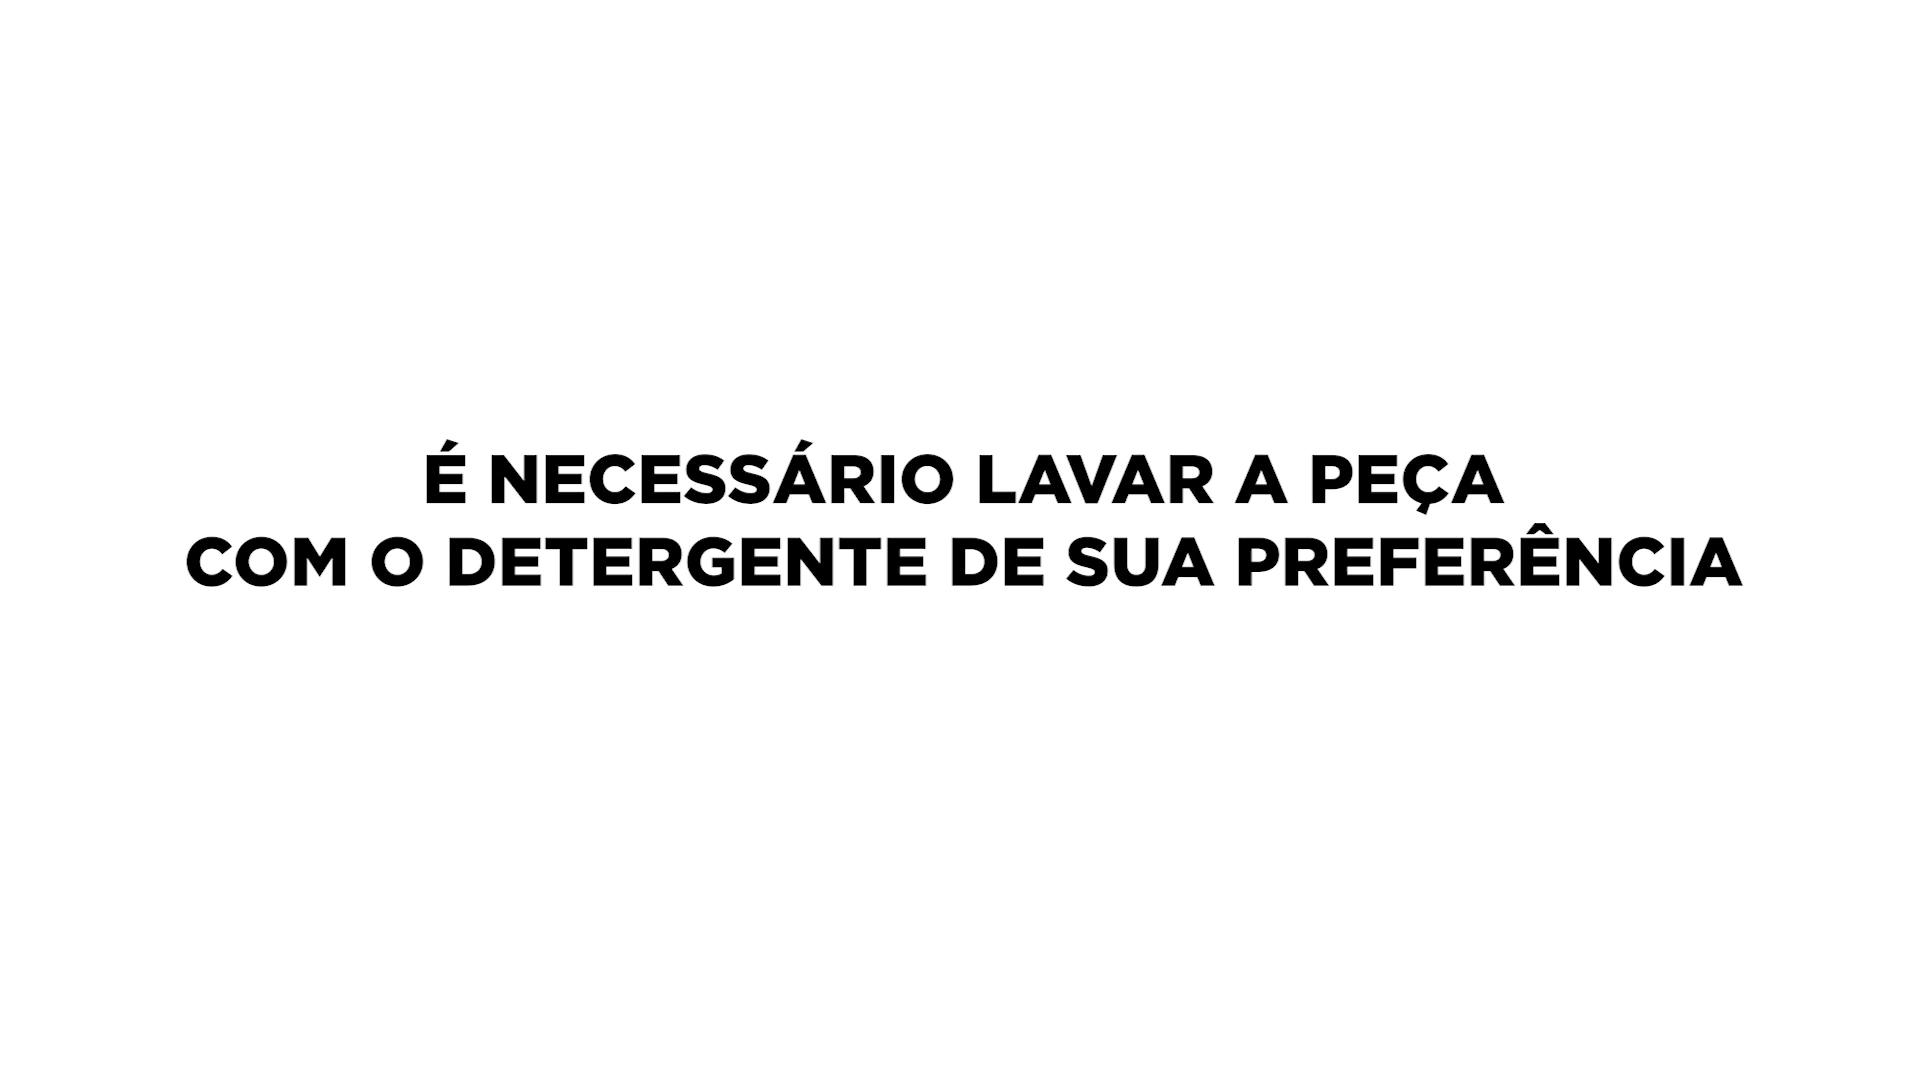 É NECESSÁRIO LAVAR A PEÇA
COM O DETERGENTE DE SUA PREFERÊNCIA